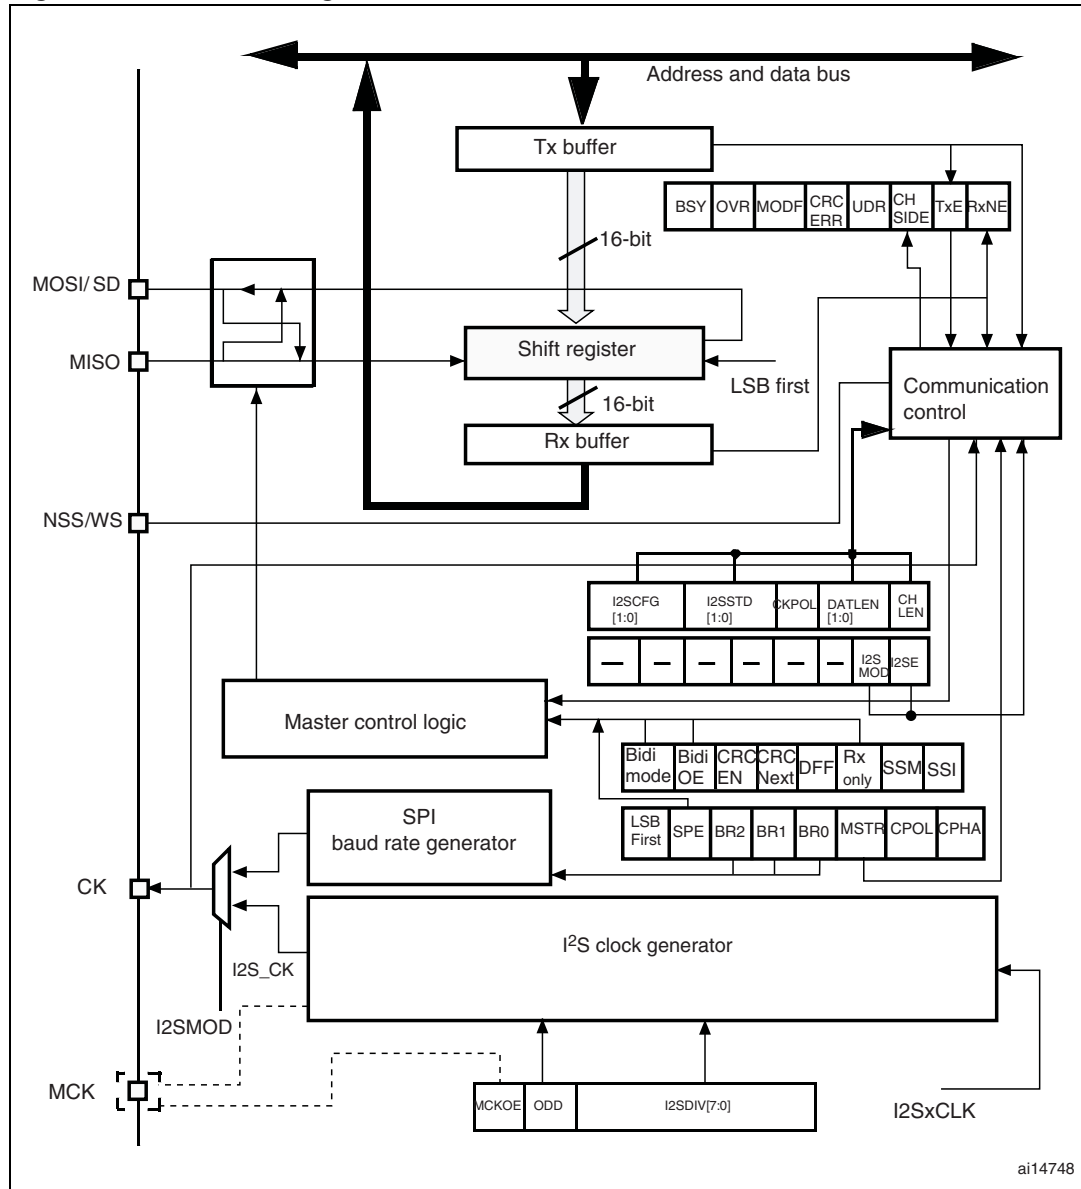 Address and data bus
Tx buffer
BSY OVR MODF CRC ERR UDR CH SIDE TxE RxNE
16-bit
MOSI/ SD
MISO
Shift register
LSB first
Communication
control
16-bit
Rx buffer
NSS/WS
I2SCFG [1:0] I2SSTD [1:0] CKPOL DATLEN [1:0] CH LEN
– – – – – – I2S MOD I2SE
Master control logic
Bidi mode Bidi OE CRC EN CRC Next DFF Rx only SSM SSI
LSB First SPE BR2 BR1 BR0 MSTR CPOL CPHA
SPI
baud rate generator
CK
I2S clock generator
I2S_CK
I2SMOD
MCK
MCKOE ODD I2SDIV[7:0]
I2SxCLK
ai14748